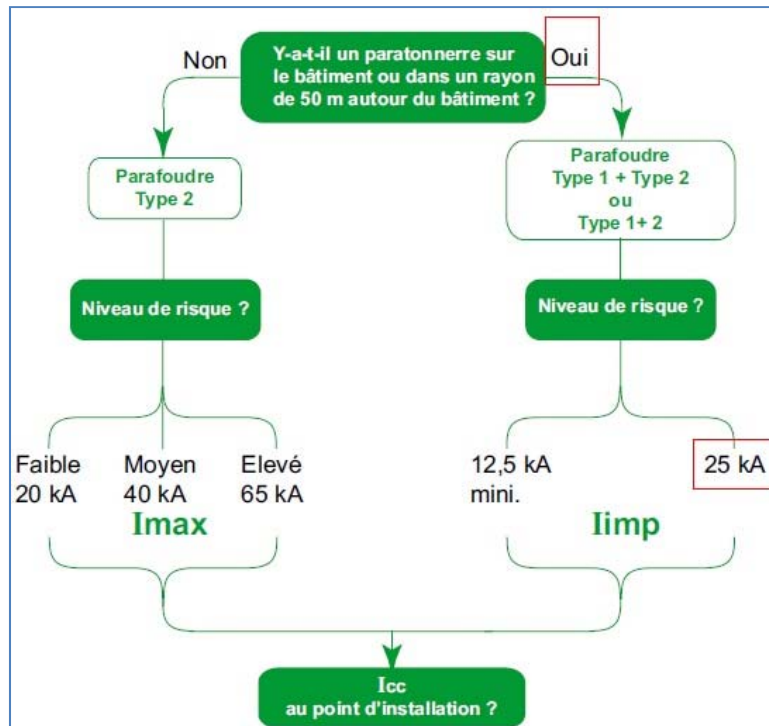 Non
Y-a-t-il un paratonnerre sur
le bâtiment ou dans un rayon
de 50 m autour du bâtiment ?
Oui
Parafoudre
Type 2
Parafoudre
Type 1 + Type 2
ou
Type 1+ 2
Niveau de risque ?
Niveau de risque ?
Faible
20 kA
Moyen
40 kA
Elevé
65 kA
12,5 kA
mini.
25 kA
Imax
Iimp
Icc
au point d'installation ?